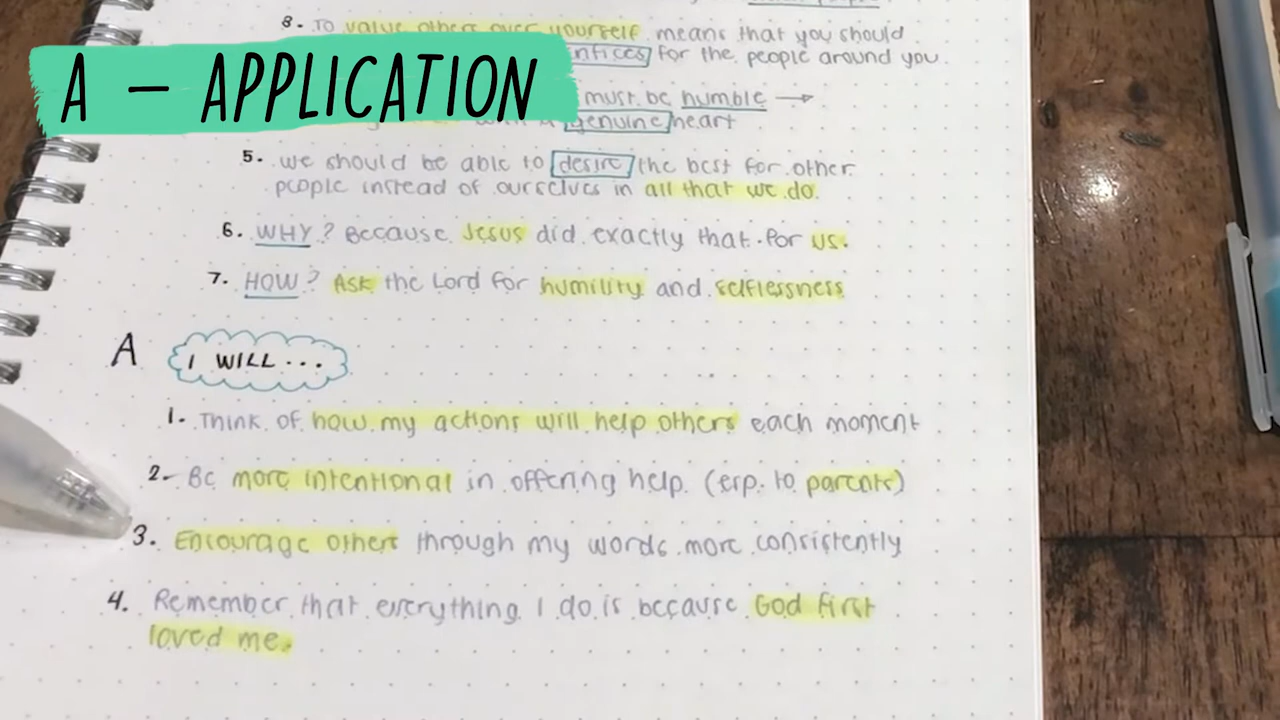 8. To value others over yourself means that you should
for the people around you.
A – APPLICATION
must be humble →
genuine heart
5. we should be able to desire the best for other
people instead of ourselves in all that we do.
6. WHY? Because Jesus did exactly that for us.
7. HOW? Ask the Lord for humility and selflessness
A I WILL...
1. Think of how my actions will help others each moment
2. Be more intentional in offering help (esp. to parents)
3. Encourage others through my words more consistently
4. Remember that everything I do is because God first
loved me.